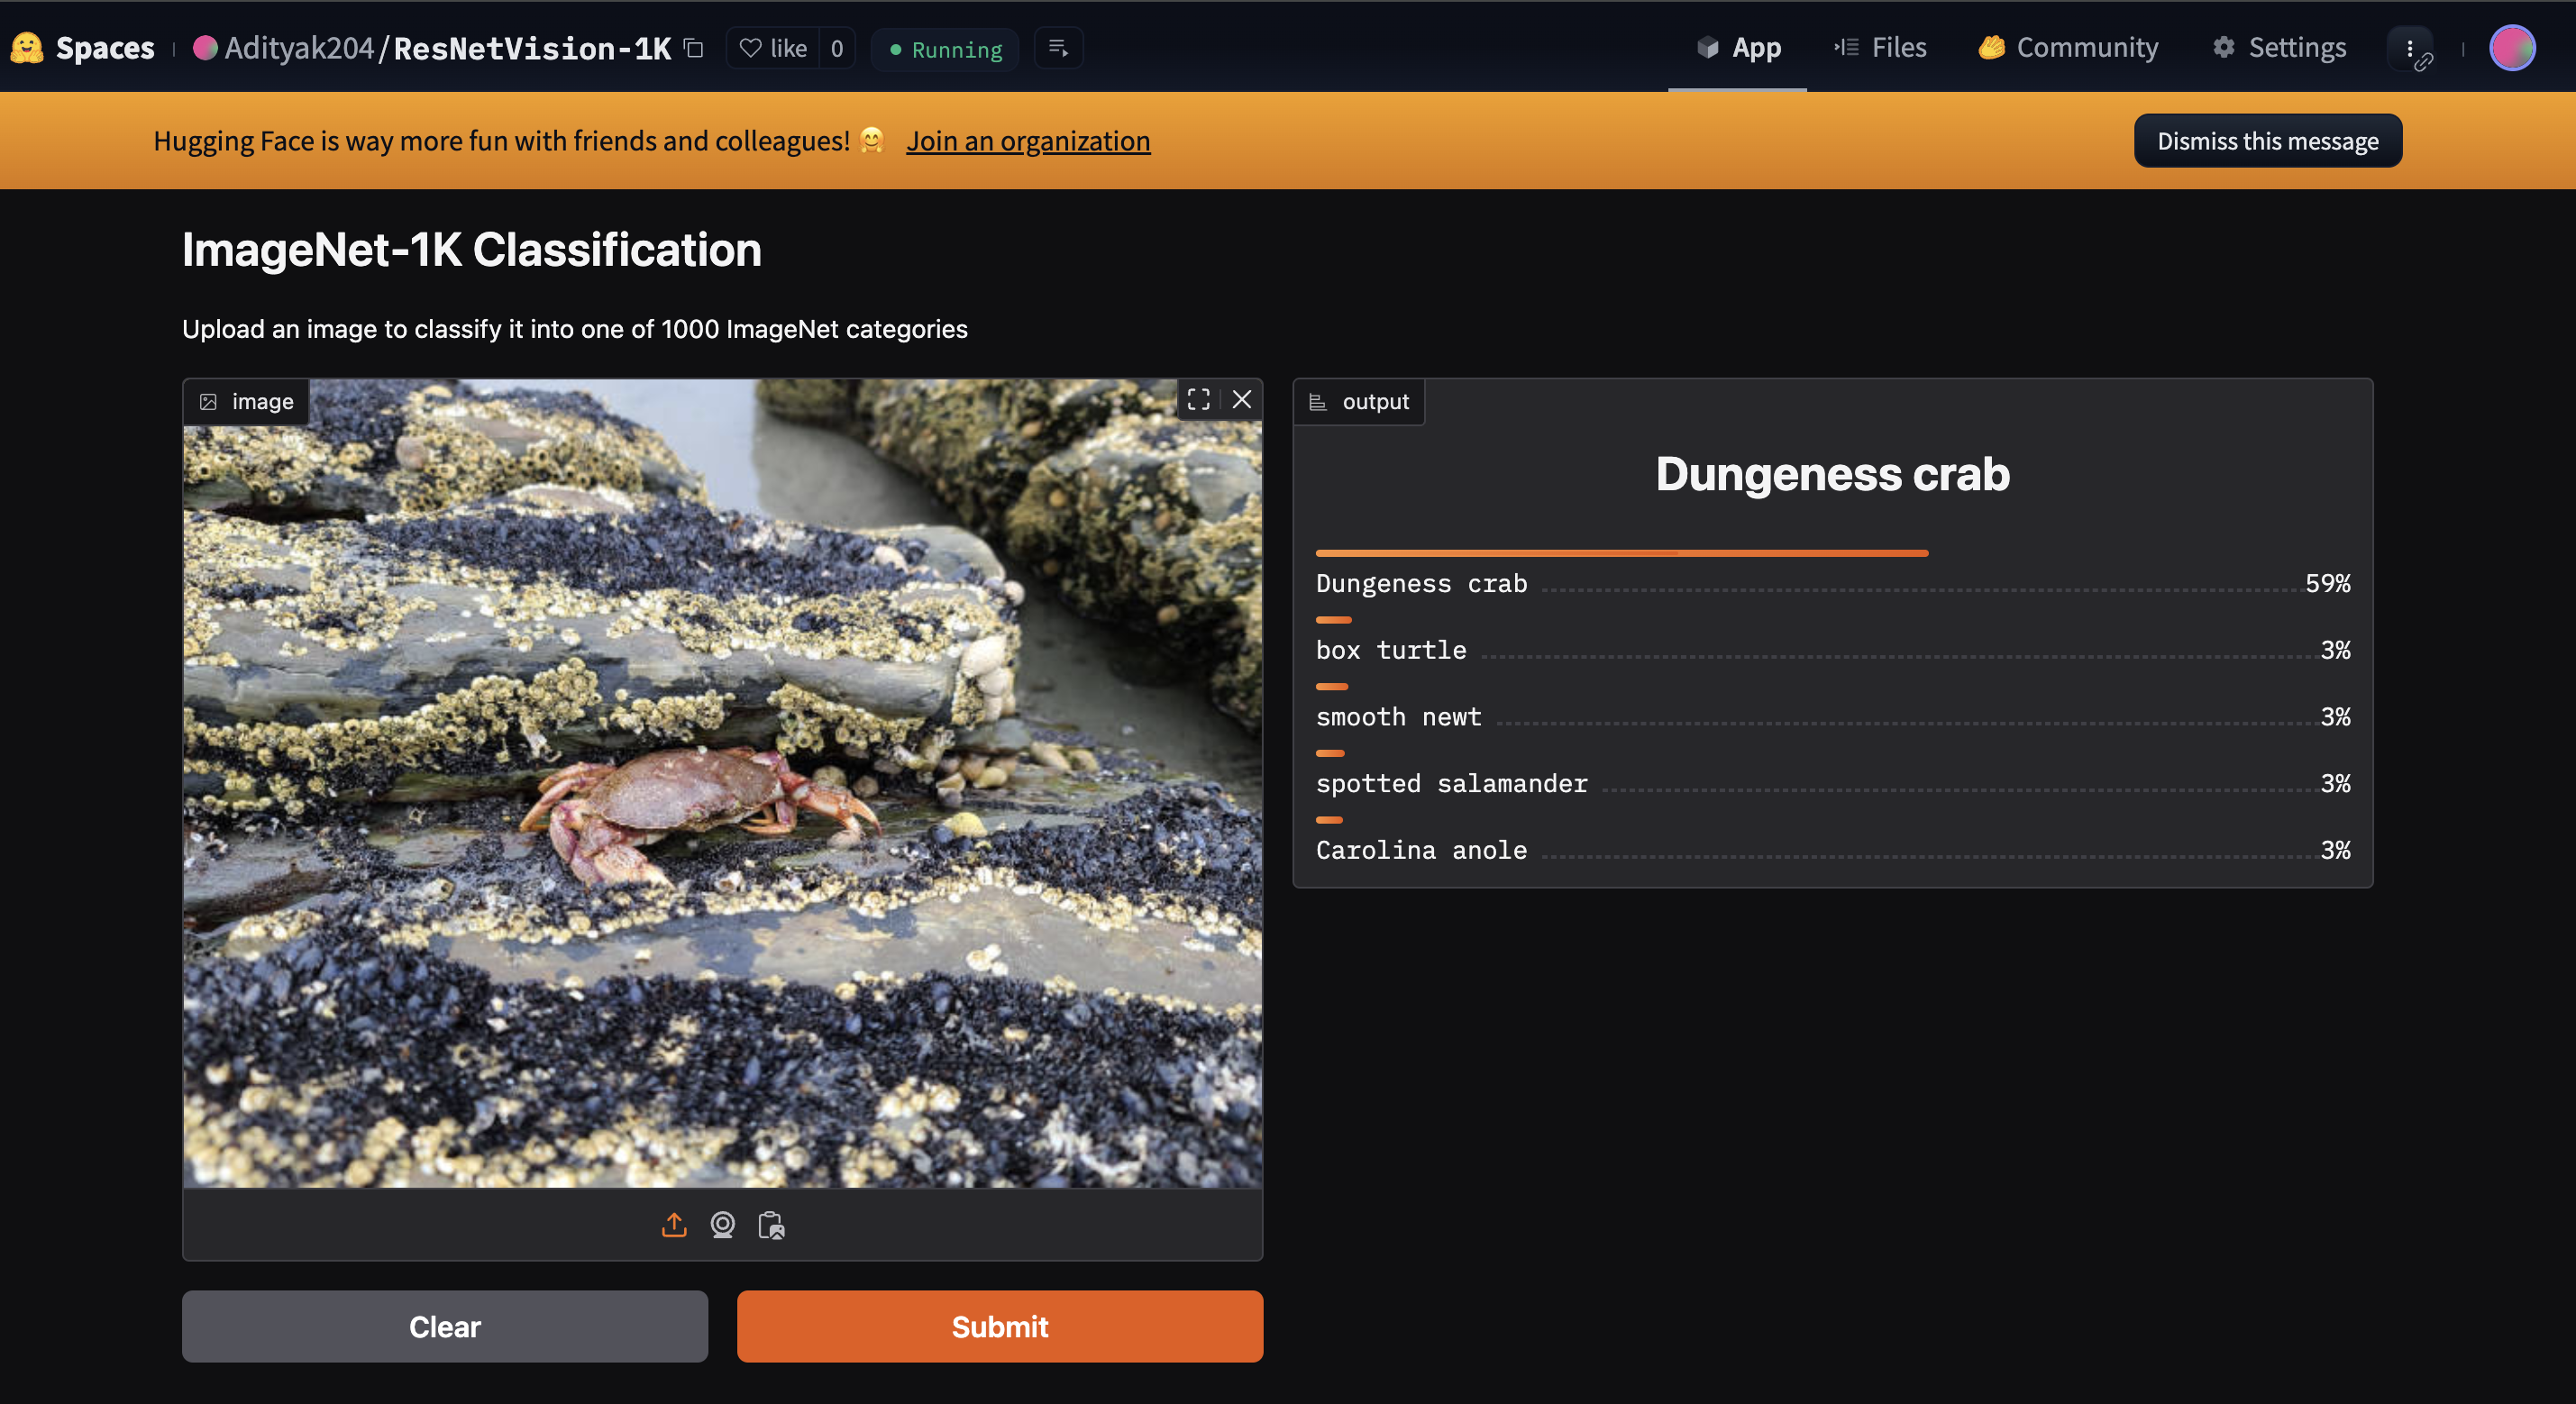 Spaces
Adityak204/ResNetVision-1K
like 0
Running
App
Files
Community
Settings
Hugging Face is way more fun with friends and colleagues! 🤗 Join an organization
Dismiss this message
ImageNet-1K Classification
Upload an image to classify it into one of 1000 ImageNet categories
image
output
Dungeness crab
Dungeness crab 59%
box turtle 3%
smooth newt 3%
spotted salamander 3%
Carolina anole 3%
Clear
Submit